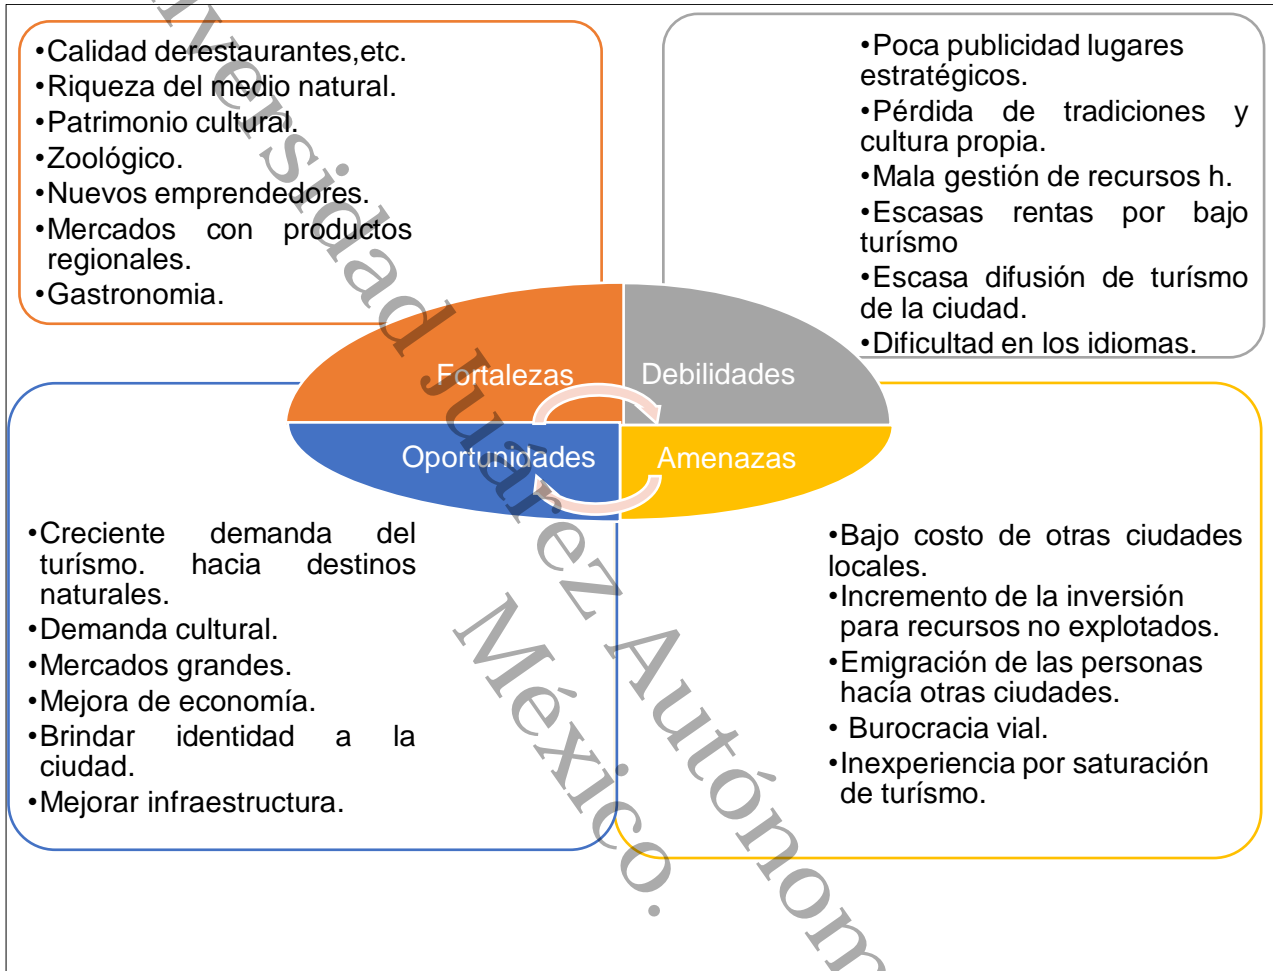 •Calidad derestaurantes,etc.
•Riqueza del medio natural.
•Patrimonio cultural.
•Zoológico.
•Nuevos emprendedores.
•Mercados con productos
regionales.
•Gastronomia.
•Poca publicidad lugares
estratégicos.
•Pérdida de tradiciones y
cultura propia.
•Mala gestión de recursos h.
•Escasas rentas por bajo
turísmo
•Escasa difusión de turísmo
de la ciudad.
•Dificultad en los idiomas.
Fortalezas
Debilidades
Oportunidades
Amenazas
•Creciente demanda del
turísmo. hacia destinos
naturales.
•Demanda cultural.
•Mercados grandes.
•Mejora de economía.
•Brindar identidad a la
ciudad.
•Mejorar infraestructura.
•Bajo costo de otras ciudades
locales.
•Incremento de la inversión
para recursos no explotados.
•Emigración de las personas
hacía otras ciudades.
• Burocracia vial.
•Inexperiencia por saturación
de turísmo.
iversidad Juárez Autónom
México.